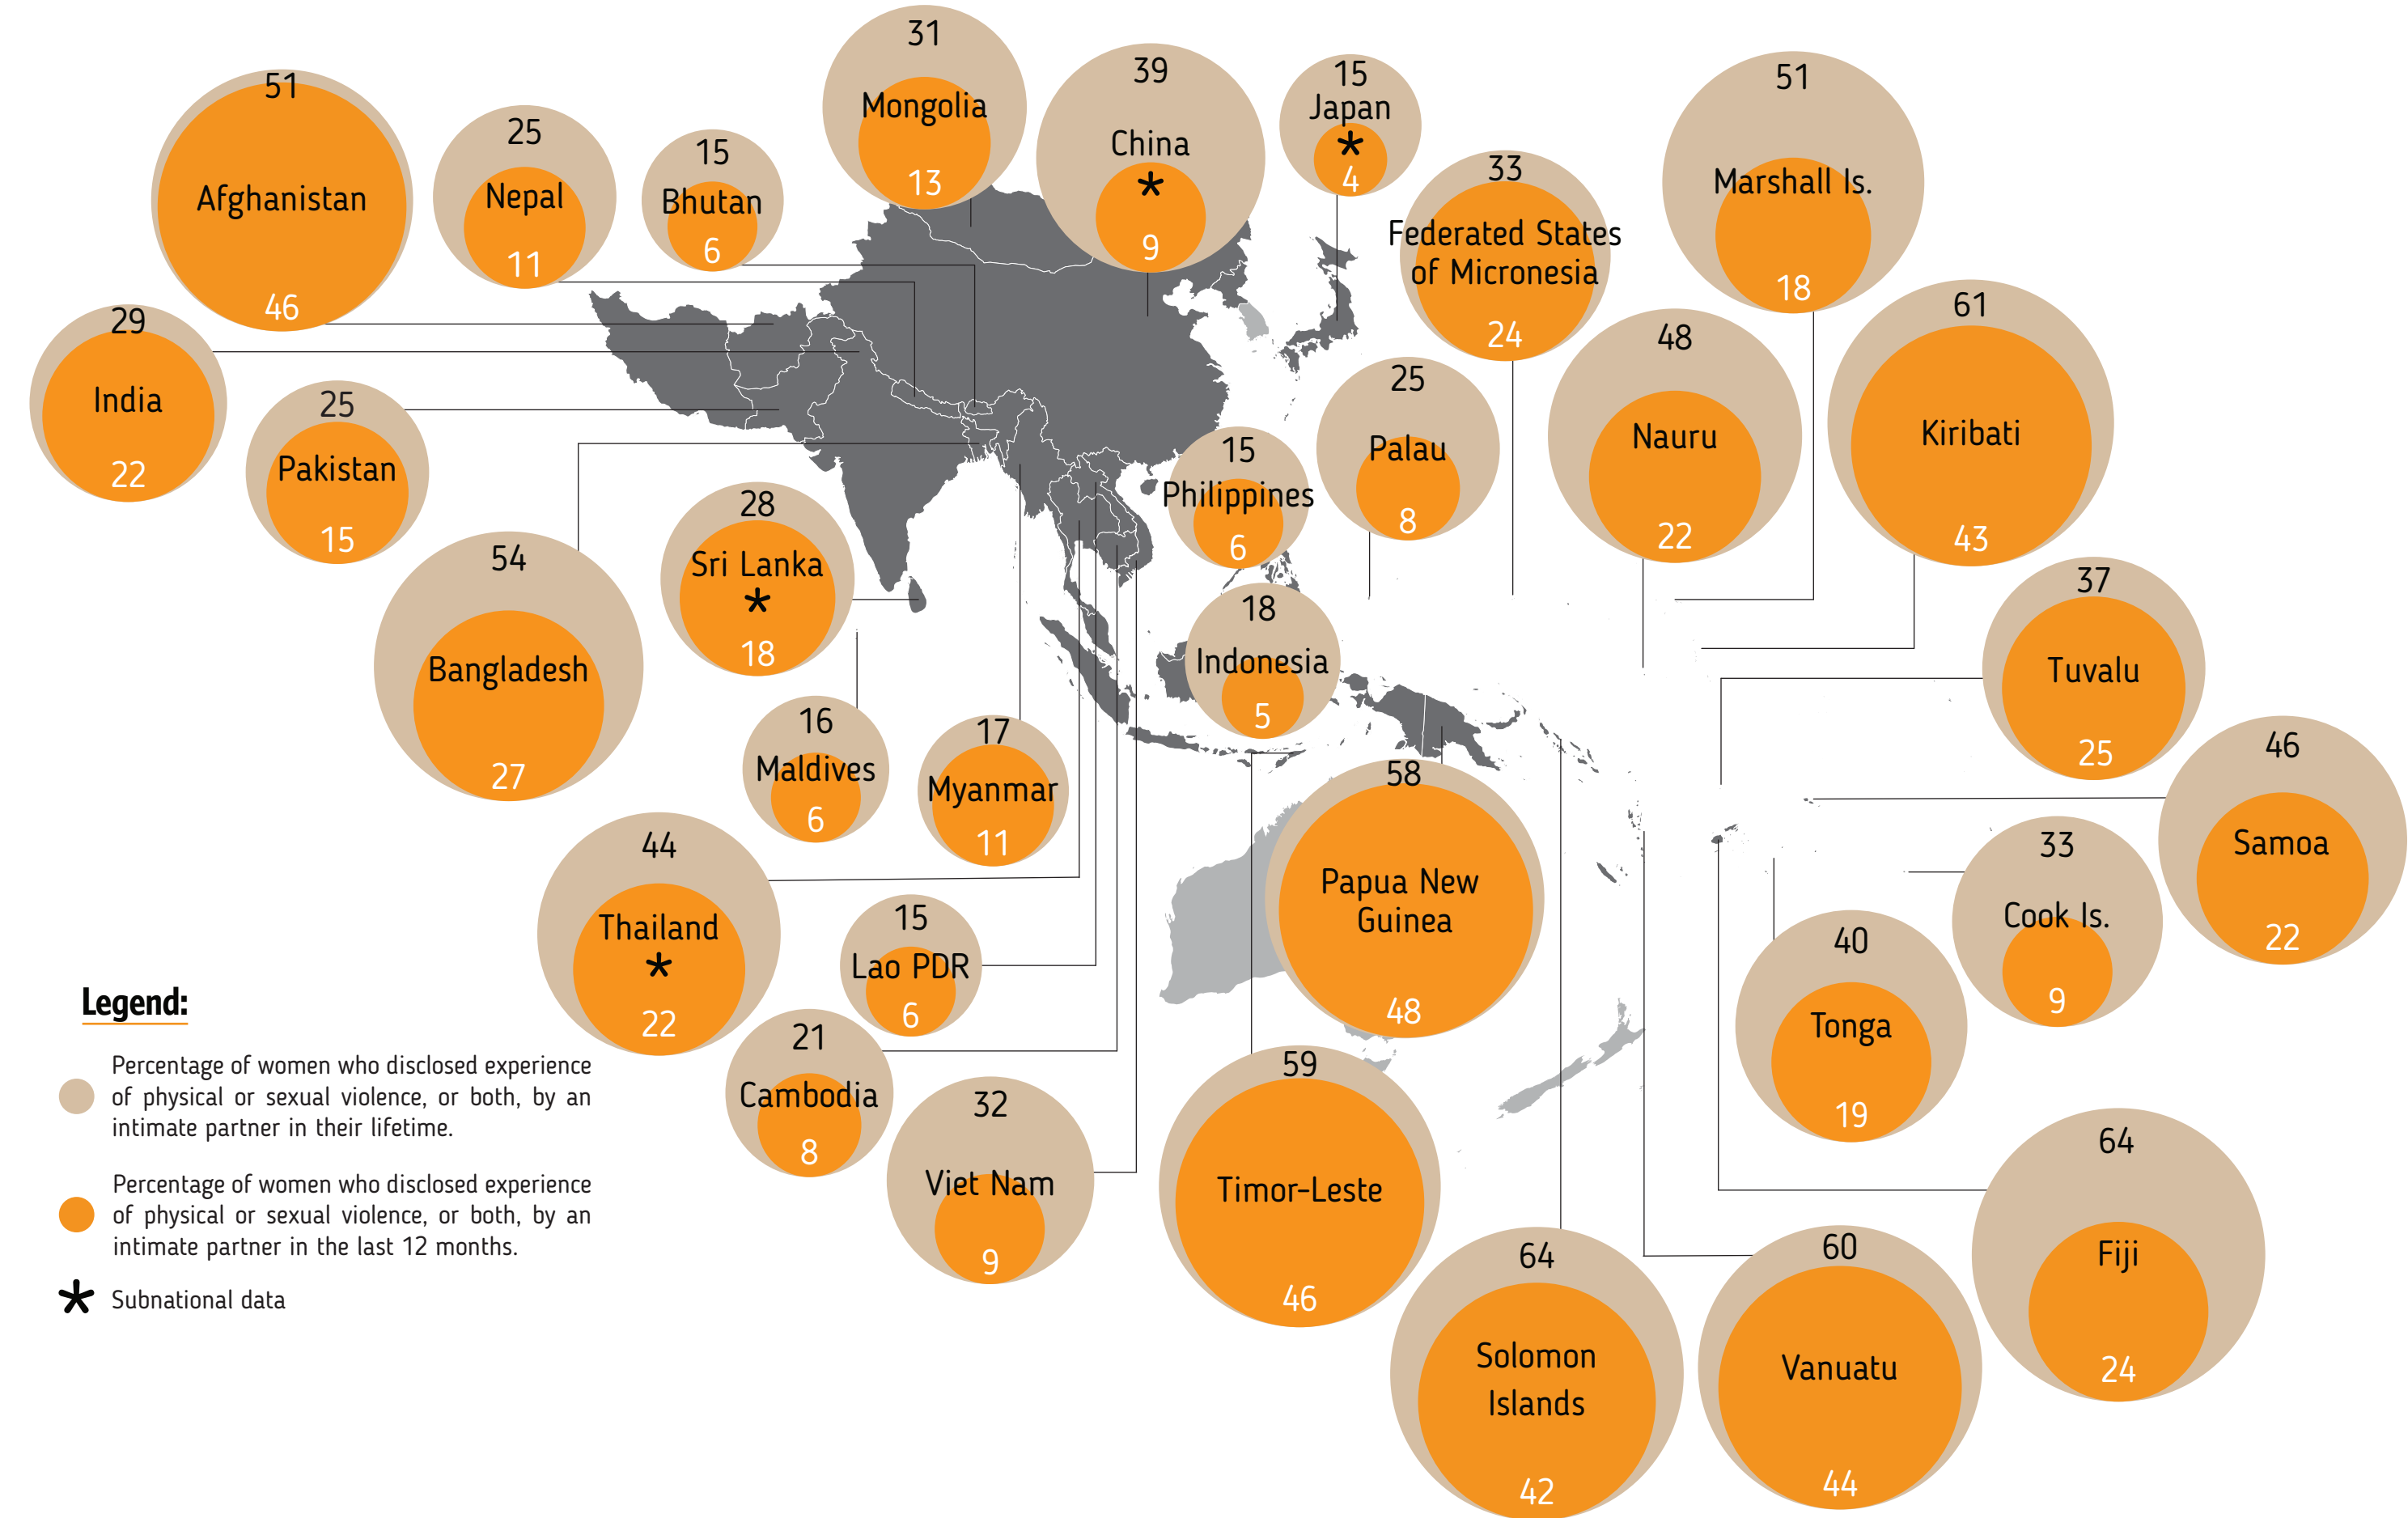 31
Mongolia
13
39
China
*
9
15
Japan
*
4
51
Marshall Is.
18
51
Afghanistan
46
25
Nepal
11
15
Bhutan
6
33
Federated States
of Micronesia
24
61
Kiribati
43
29
India
22
48
Nauru
22
25
Pakistan
15
25
Palau
8
15
Philippines
6
28
Sri Lanka
*
18
54
Bangladesh
27
37
Tuvalu
25
18
Indonesia
5
16
Maldives
6
17
Myanmar
11
46
Samoa
22
58
Papua New
Guinea
48
44
Thailand
*
22
33
Cook Is.
9
15
Lao PDR
6
40
Tonga
19
21
Cambodia
8
32
Viet Nam
9
59
Timor-Leste
46
64
Fiji
24
64
Solomon
Islands
42
60
Vanuatu
44
Legend:
Percentage of women who disclosed experience
of physical or sexual violence, or both, by an
intimate partner in their lifetime.
Percentage of women who disclosed experience
of physical or sexual violence, or both, by an
intimate partner in the last 12 months.
* Subnational data